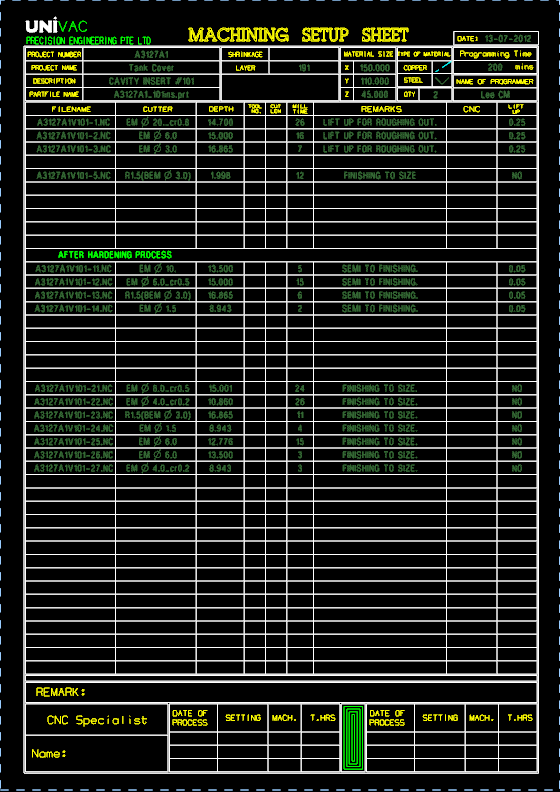 UNiVAC
PRECISION ENGINEERING PTE LTD
MACHINING SETUP SHEET
DATE: 13-07-2012
PROJECT NUMBER A3127A1 SHRINKAGE MATERIAL SIZE TYPE OF MATERIAL Programming Time
PROJECT NAME Tank Cover LAYER 191 X 150.000 COPPER 200 mins
DESCRIPTION CAVITY INSERT #101 Y 110.000 STEEL NAME OF PROGRAMMER
PARTFILE NAME A3127A1_101ms.prt Z 45.000 QTY 2 Lee CM
FILENAME CUTTER DEPTH TOOL NO. CUT LEN MILL TIME REMARKS CNC LIFT UP
A3127A1V101-1.NC EM Ø 20._cr0.8 14.700 26 LIFT UP FOR ROUGHING OUT. 0.25
A3127A1V101-2.NC EM Ø 6.0 15.000 16 LIFT UP FOR ROUGHING OUT. 0.25
A3127A1V101-3.NC EM Ø 3.0 16.865 7 LIFT UP FOR ROUGHING OUT. 0.25
A3127A1V101-5.NC R1.5(BEM Ø 3.0) 1.998 12 FINISHING TO SIZE NO
AFTER HARDENING PROCESS
A3127A1V101-11.NC EM Ø 10. 13.500 5 SEMI TO FINISHING. 0.05
A3127A1V101-12.NC EM Ø 6.0_cr0.5 15.000 15 SEMI TO FINISHING. 0.05
A3127A1V101-13.NC R1.5(BEM Ø 3.0) 16.865 6 SEMI TO FINISHING. 0.05
A3127A1V101-14.NC EM Ø 1.5 8.943 2 SEMI TO FINISHING. 0.05
A3127A1V101-21.NC EM Ø 6.0_cr0.5 15.001 24 FINISHING TO SIZE. NO
A3127A1V101-22.NC EM Ø 4.0_cr0.2 10.860 26 FINISHING TO SIZE. NO
A3127A1V101-23.NC R1.5(BEM Ø 3.0) 16.865 11 FINISHING TO SIZE. NO
A3127A1V101-24.NC EM Ø 1.5 8.943 4 FINISHING TO SIZE. NO
A3127A1V101-25.NC EM Ø 6.0 12.776 15 FINISHING TO SIZE. NO
A3127A1V101-26.NC EM Ø 6.0 13.500 3 FINISHING TO SIZE. NO
A3127A1V101-27.NC EM Ø 4.0_cr0.2 8.943 3 FINISHING TO SIZE. NO
REMARK:
CNC Specialist DATE OF PROCESS SETTING MACH. T.HRS DATE OF PROCESS SETTING MACH. T.HRS
Name: